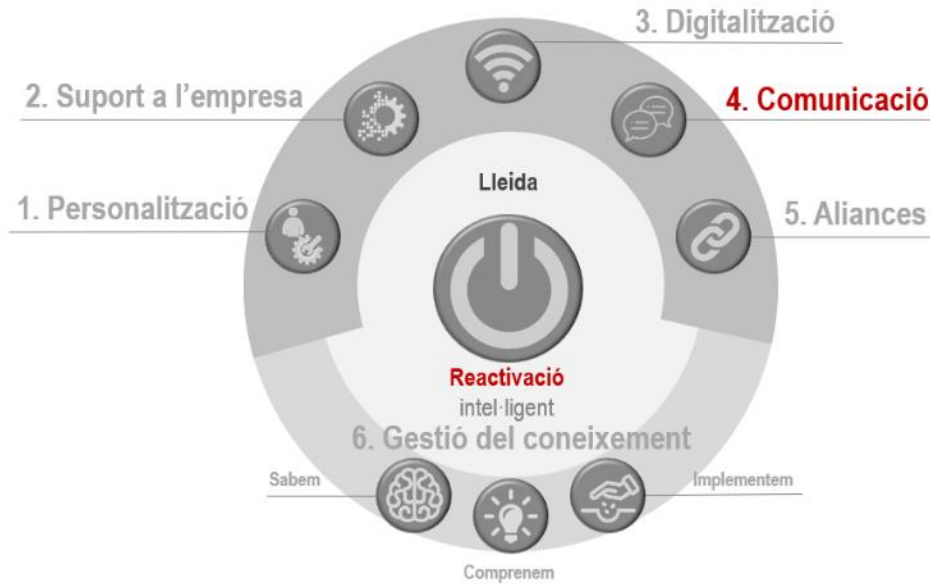 3. Digitalització
2. Suport a l’empresa
4. Comunicació
Lleida
1. Personalització
5. Aliances
Reactivació
intel·ligent
6. Gestió del coneixement
Sabem
Implementem
Comprenem